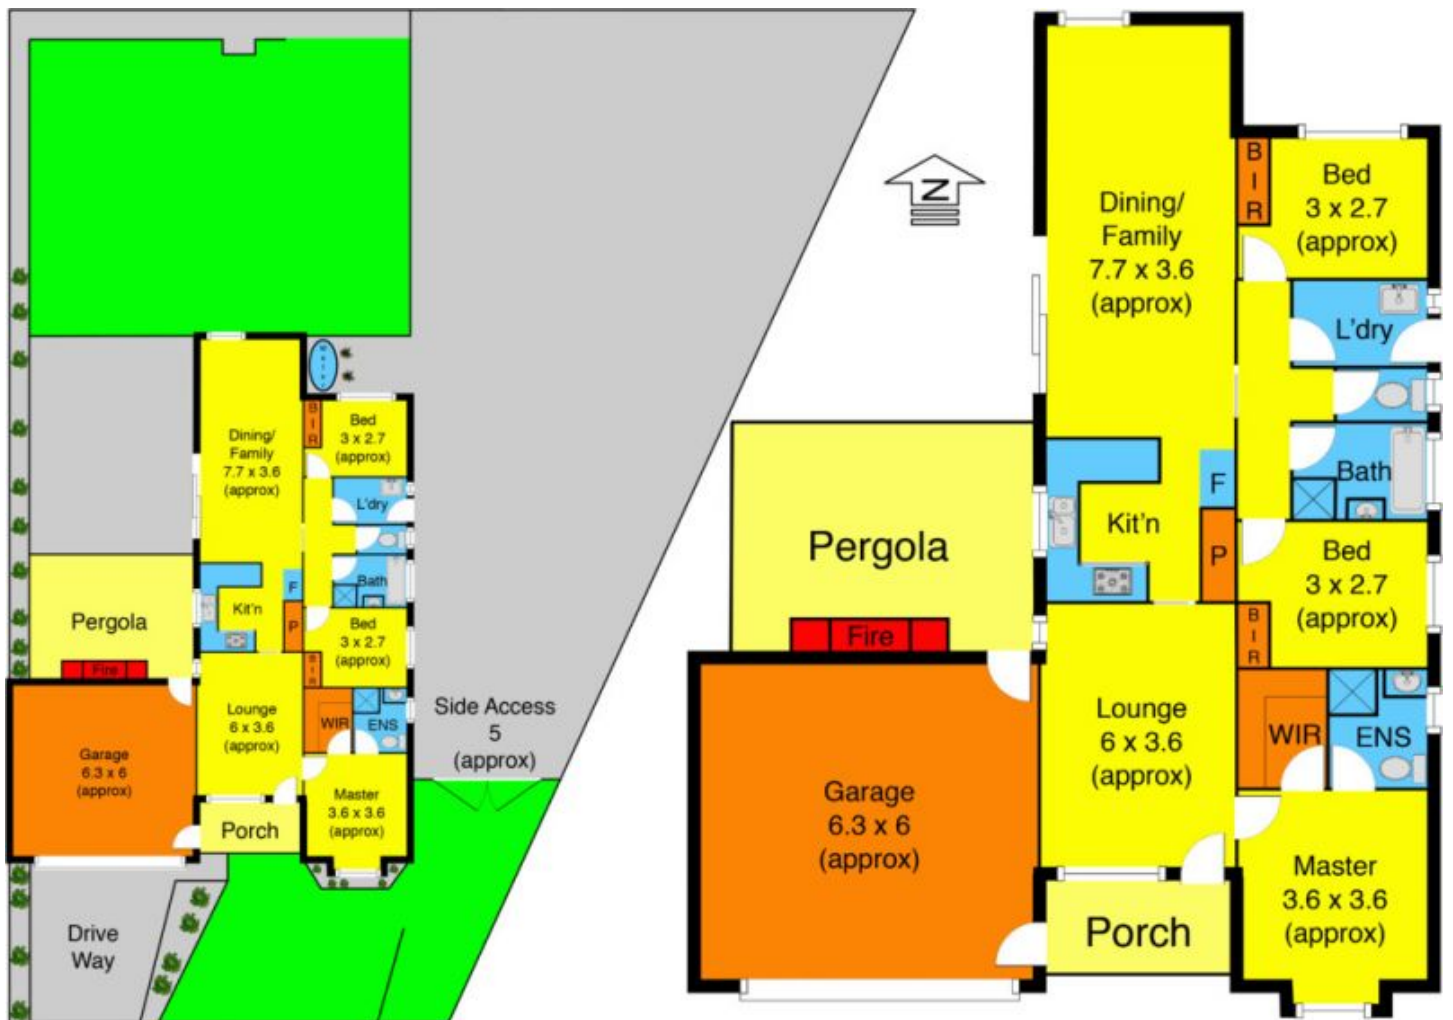 Dining/
Family
7.7 x 3.6
(approx)
B
I
R
Bed
3 x 2.7
(approx)
L'dry
Bath
F
Kit'n
P
Pergola
Fire
Bed
3 x 2.7
(approx)
B
I
R
Lounge
6 x 3.6
(approx)
WIR
ENS
Garage
6.3 x 6
(approx)
Master
3.6 x 3.6
(approx)
Porch
Side Access
5
(approx)
Drive
Way
N
Dining/
Family
7.7 x 3.6
(approx)
B
I
R
Bed
3 x 2.7
(approx)
L'dry
Bath
F
Kit'n
P
Pergola
Fire
Bed
3 x 2.7
(approx)
B
I
R
Lounge
6 x 3.6
(approx)
WIR
ENS
Garage
6.3 x 6
(approx)
Master
3.6 x 3.6
(approx)
Porch